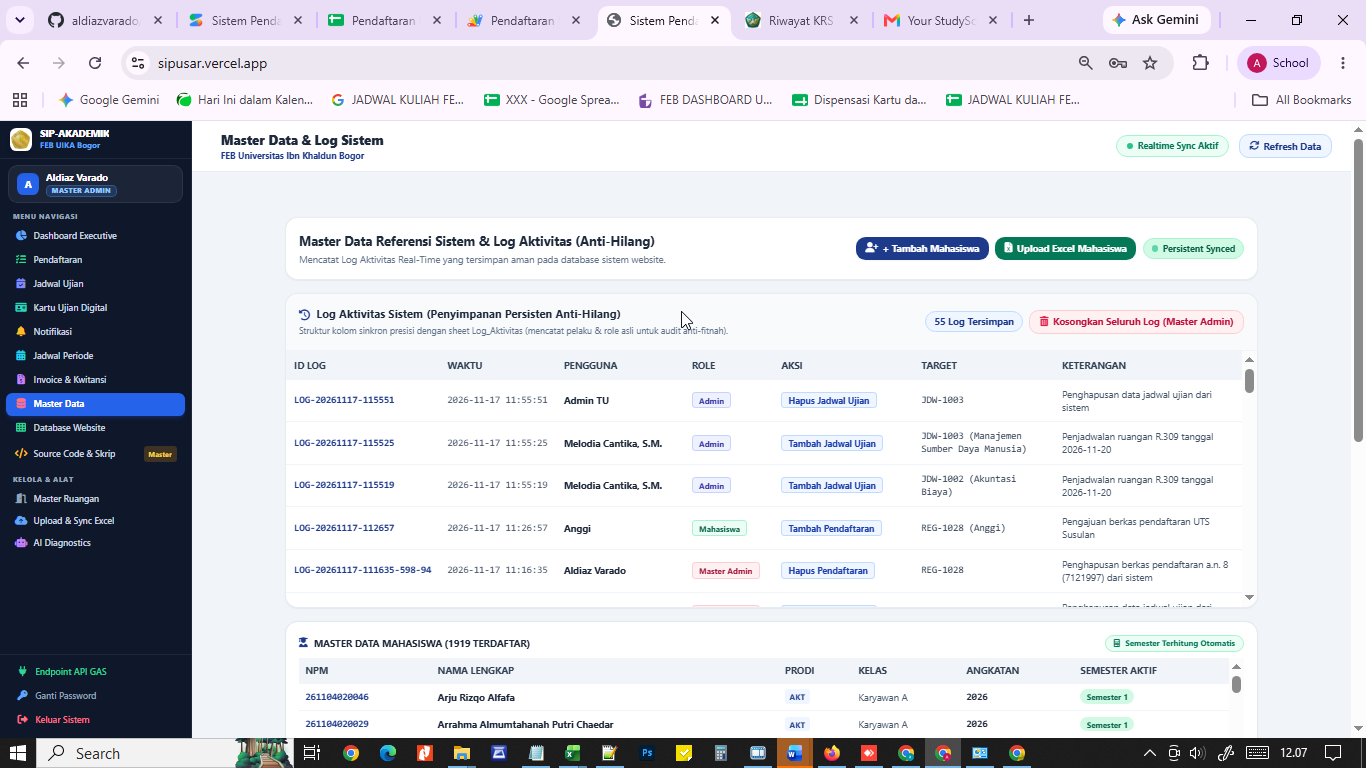 aldiazvarado
Sistem Penda
Pendaftaran
Pendaftaran
Sistem Penda
Riwayat KRS
Your StudySc
Ask Gemini
sipusar.vercel.app
A
School
Google Gemini
Hari Ini dalam Kalen...
JADWAL KULIAH FE...
XXX - Google Sprea...
FEB DASHBOARD U...
Dispensasi Kartu da...
JADWAL KULIAH FE...
All Bookmarks
SIP-AKADEMIK
FEB UIKA Bogor
A
Aldiaz Varado
MASTER ADMIN
MENU NAVIGASI
Dashboard Executive
Pendaftaran
Jadwal Ujian
Kartu Ujian Digital
Notifikasi
Jadwal Periode
Invoice & Kwitansi
Master Data
Database Website
Source Code & Skrip
Master
KELOLA & ALAT
Master Ruangan
Upload & Sync Excel
AI Diagnostics
Endpoint API GAS
Ganti Password
Keluar Sistem
Master Data & Log Sistem
FEB Universitas Ibn Khaldun Bogor
Realtime Sync Aktif
Refresh Data
Master Data Referensi Sistem & Log Aktivitas (Anti-Hilang)
Mencatat Log Aktivitas Real-Time yang tersimpan aman pada database sistem website.
+ Tambah Mahasiswa
Upload Excel Mahasiswa
Persistent Synced
Log Aktivitas Sistem (Penyimpanan Persisten Anti-Hilang)
Struktur kolom sinkron presisi dengan sheet Log_Aktivitas (mencatat pelaku & role asli untuk audit anti-fitnah).
55 Log Tersimpan
Kosongkan Seluruh Log (Master Admin)
ID LOG WAKTU PENGGUNA ROLE AKSI TARGET KETERANGAN
LOG-20261117-115551 2026-11-17 11:55:51 Admin TU Admin Hapus Jadwal Ujian JDW-1003 Penghapusan data jadwal ujian dari
sistem
LOG-20261117-115525 2026-11-17 11:55:25 Melodia Cantika, S.M. Admin Tambah Jadwal Ujian JDW-1003 (Manajemen Penjadwalan ruangan R.309 tanggal
Sumber Daya Manusia) 2026-11-20
LOG-20261117-115519 2026-11-17 11:55:19 Melodia Cantika, S.M. Admin Tambah Jadwal Ujian JDW-1002 (Akuntasi Penjadwalan ruangan R.309 tanggal
Biaya) 2026-11-20
LOG-20261117-112657 2026-11-17 11:26:57 Anggi Mahasiswa Tambah Pendaftaran REG-1028 (Anggi) Pengajuan berkas pendaftaran UTS
Susulan
LOG-20261117-111635-598-94 2026-11-17 11:16:35 Aldiaz Varado Master Admin Hapus Pendaftaran REG-1028 Penghapusan berkas pendaftaran a.n. 8
(7121997) dari sistem
Penghapusan data jadwal ujian dari
MASTER DATA MAHASISWA (1919 TERDAFTAR)
Semester Terhitung Otomatis
NPM NAMA LENGKAP PRODI KELAS ANGKATAN SEMESTER AKTIF
261104020046 Arju Rizqo Alfafa AKT Karyawan A 2026 Semester 1
261104020029 Arrahma Almumtahanah Putri Chaedar AKT Karyawan A 2026 Semester 1
Search
12.07